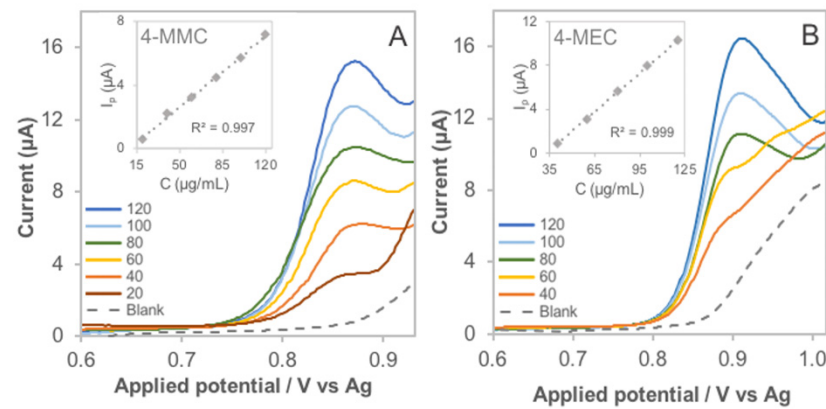 A
4-MMC
Ip (µA)
8
4
0
R² = 0.997
15 50 85 120
C (µg/mL)
Current (µA)
16
12
8
4
0
120
100
80
60
40
20
Blank
0.6 0.7 0.8 0.9
Applied potential / V vs Ag
B
4-MEC
Ip (µA)
12
8
4
0
R² = 0.999
35 65 95 125
C (µg/mL)
Current (µA)
16
12
8
4
0
120
100
80
60
40
Blank
0.6 0.7 0.8 0.9 1.0
Applied potential / V vs Ag